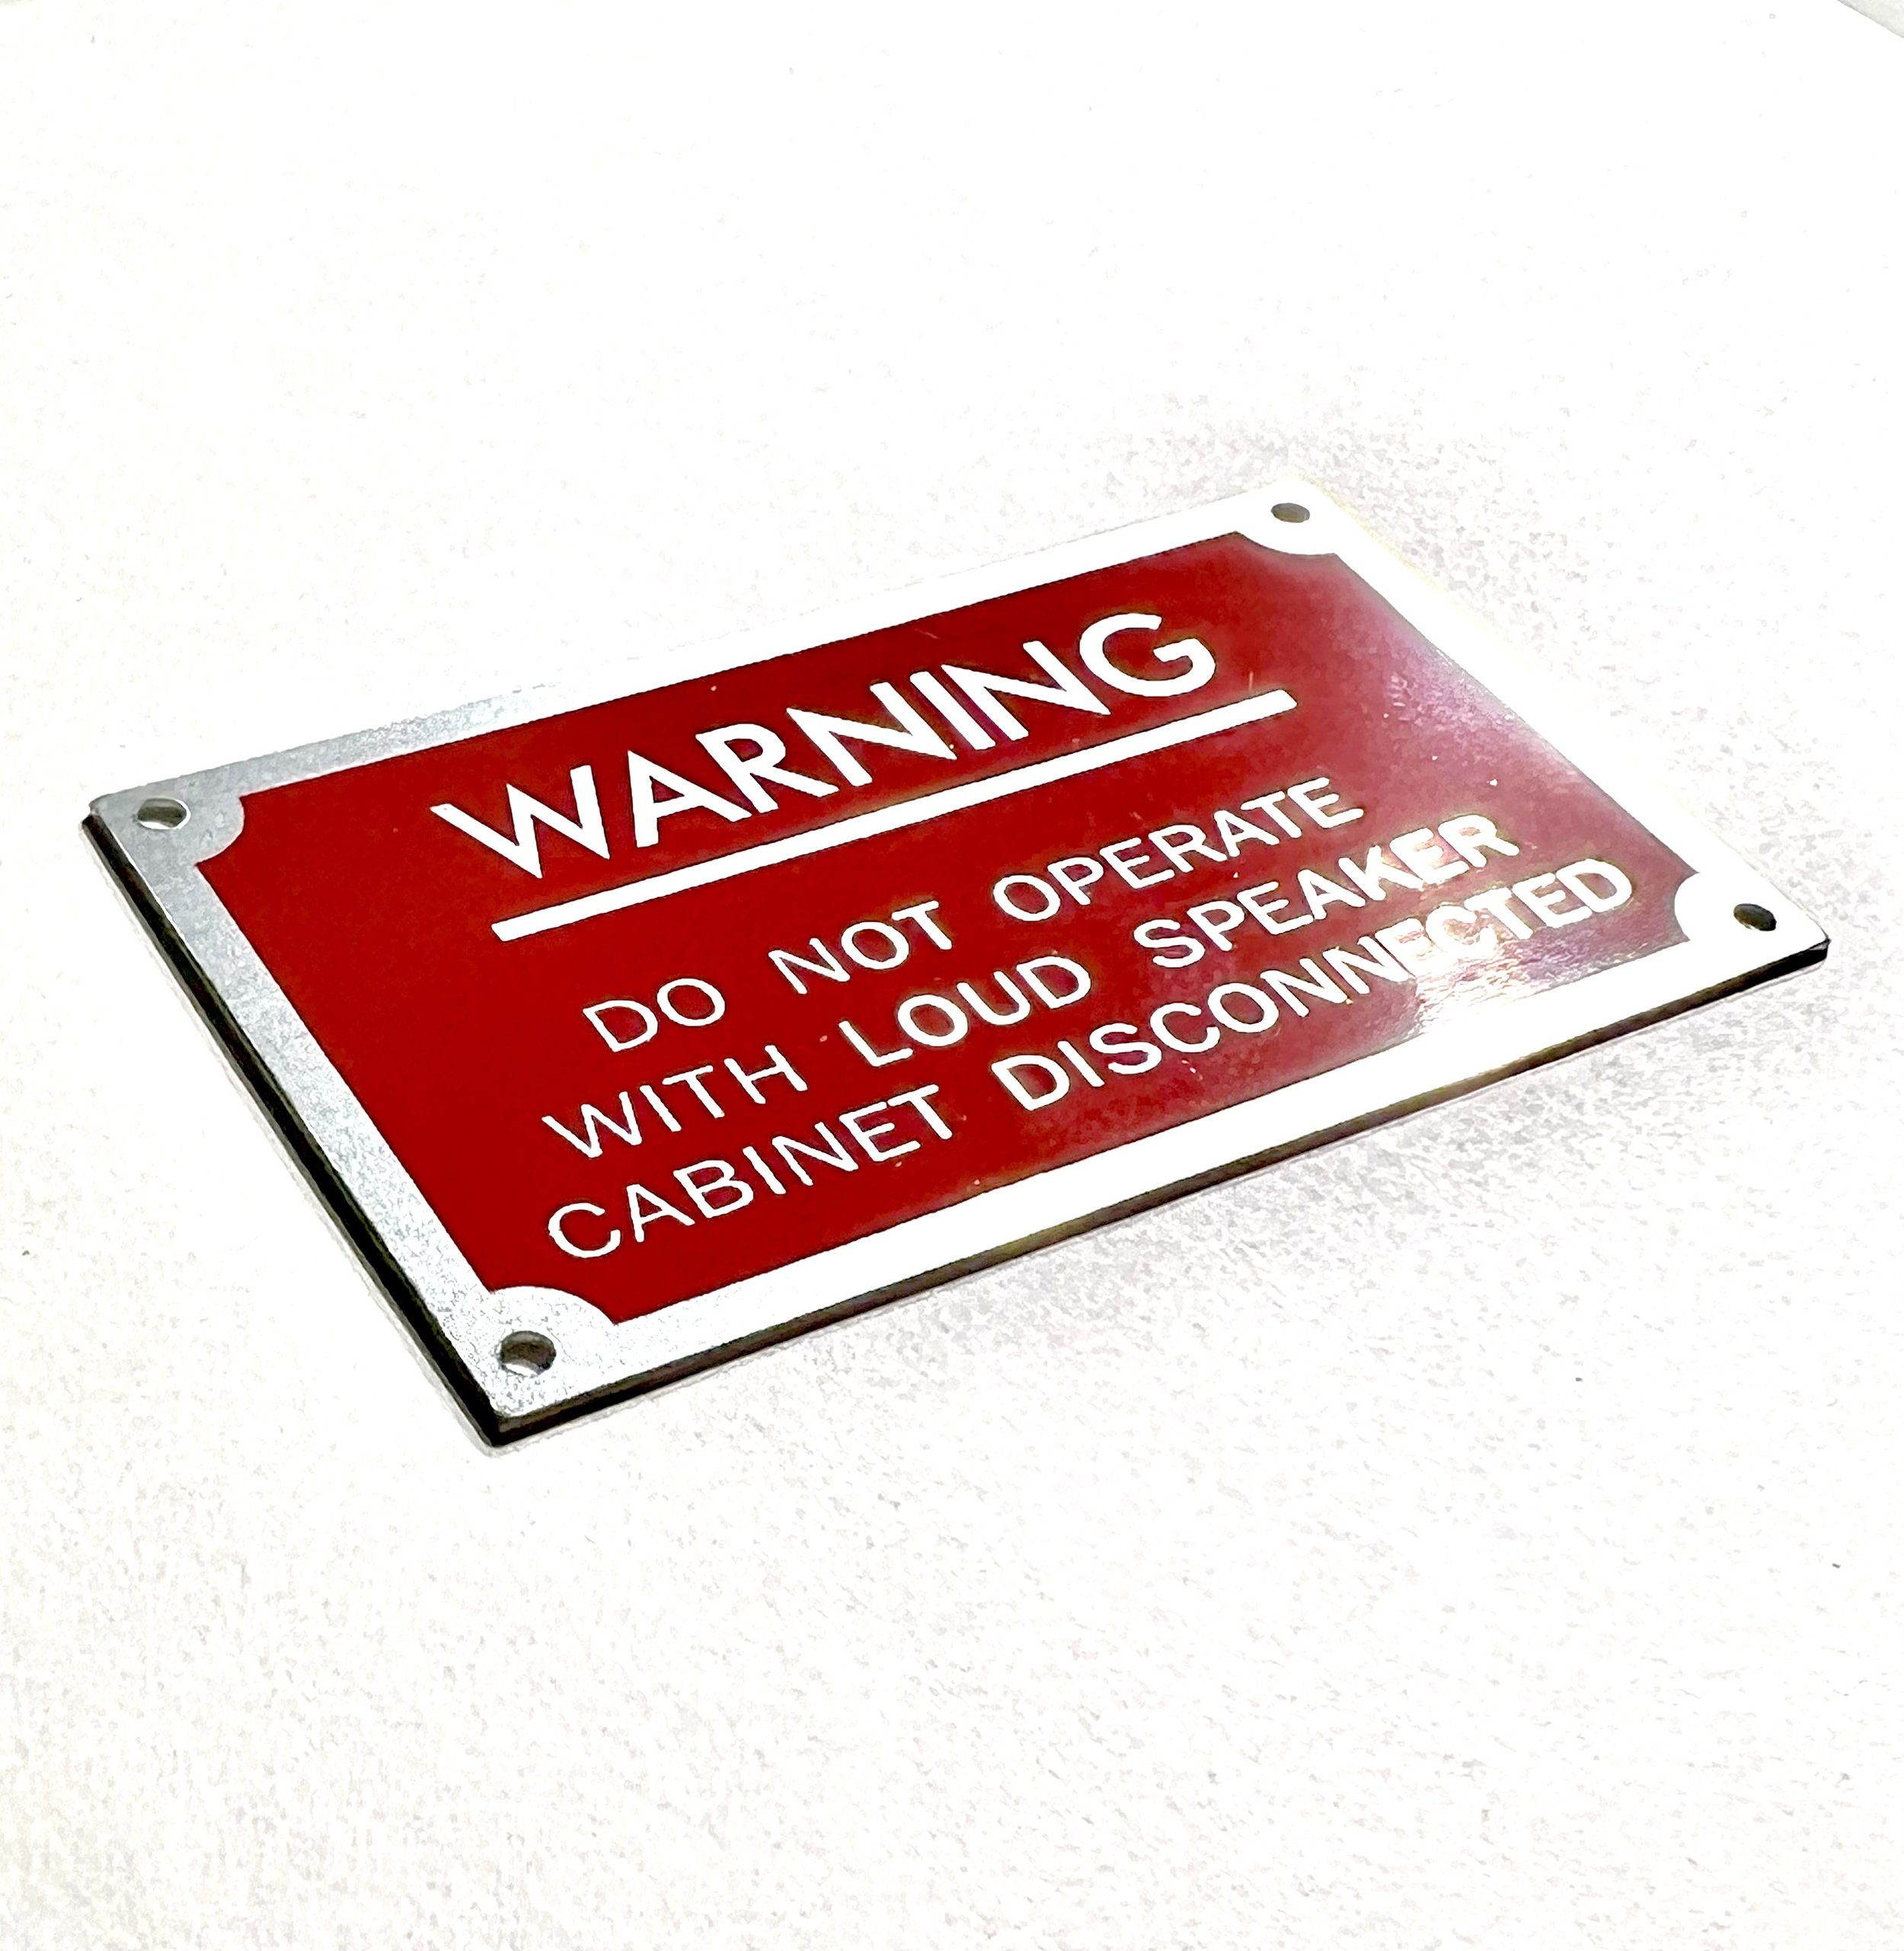 WARNING
DO NOT OPERATE
WITH LOUD SPEAKER
CABINET DISCONNECTED